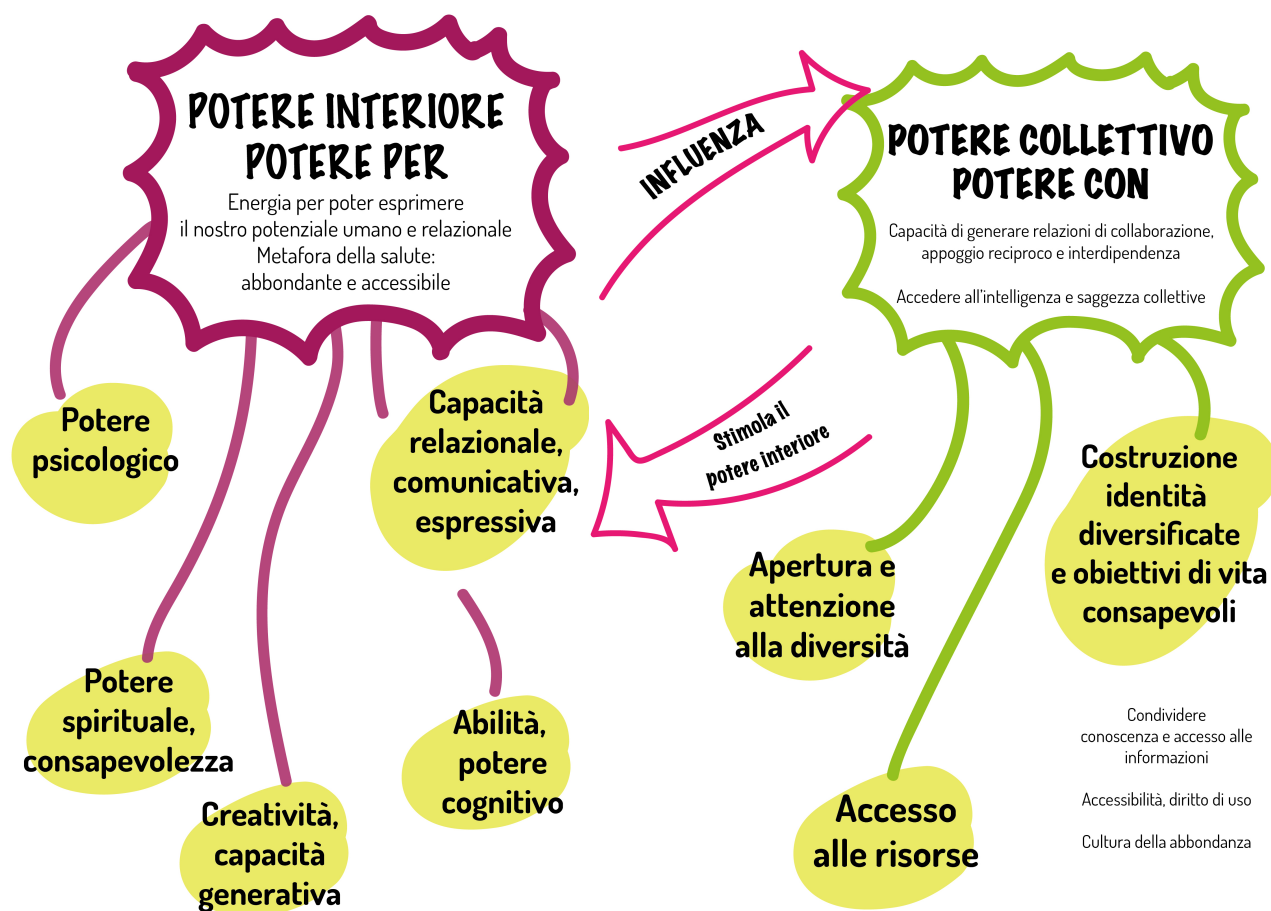 POTERE INTERIORE
POTERE PER
Energia per poter esprimere
il nostro potenziale umano e relazionale
Metafora della salute:
abbondante e accessibile
INFLUENZA
POTERE COLLETTIVO
POTERE CON
Capacità di generare relazioni di collaborazione,
appoggio reciproco e interdipendenza
Accedere all'intelligenza e saggezza collettive
Stimola il
potere interiore
Potere
psicologico
Capacità
relazionale,
comunicativa,
espressiva
Potere
spirituale,
consapevolezza
Creatività,
capacità
generativa
Abilità,
potere
cognitivo
Apertura e
attenzione
alla diversità
Costruzione
identità
diversificate
e obiettivi di vita
consapevoli
Accesso
alle risorse
Condividere
conoscenza e accesso alle
informazioni
Accessibilità, diritto di uso
Cultura della abbondanza